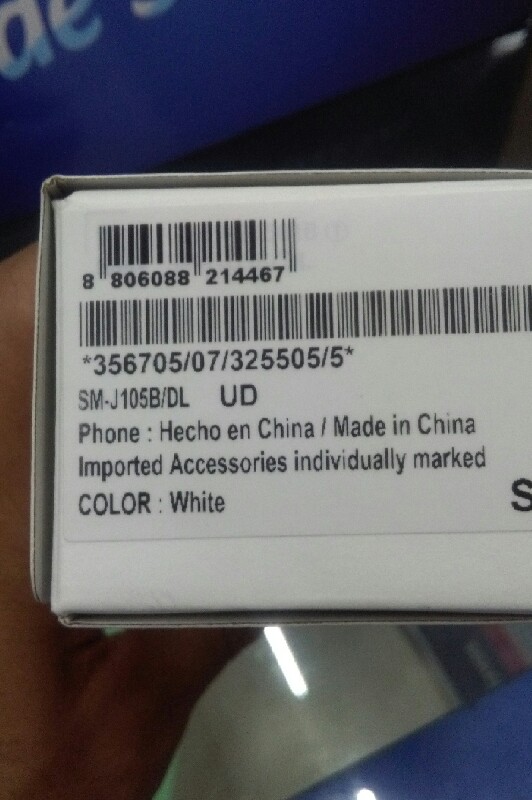 de s
8 806088 214467
*356705/07/325505/5*
SM-J105B/DL UD
Phone : Hecho en China / Made in China
Imported Accessories individually marked
COLOR : White
S